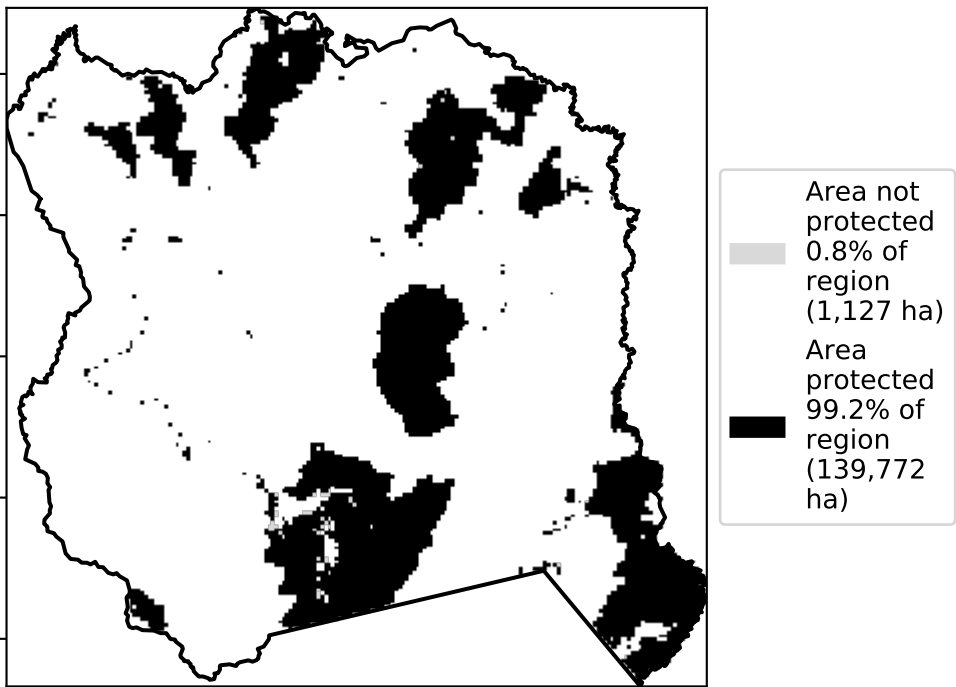 Area not
protected
0.8% of
region
(1,127 ha)
Area
protected
99.2% of
region
(139,772
ha)